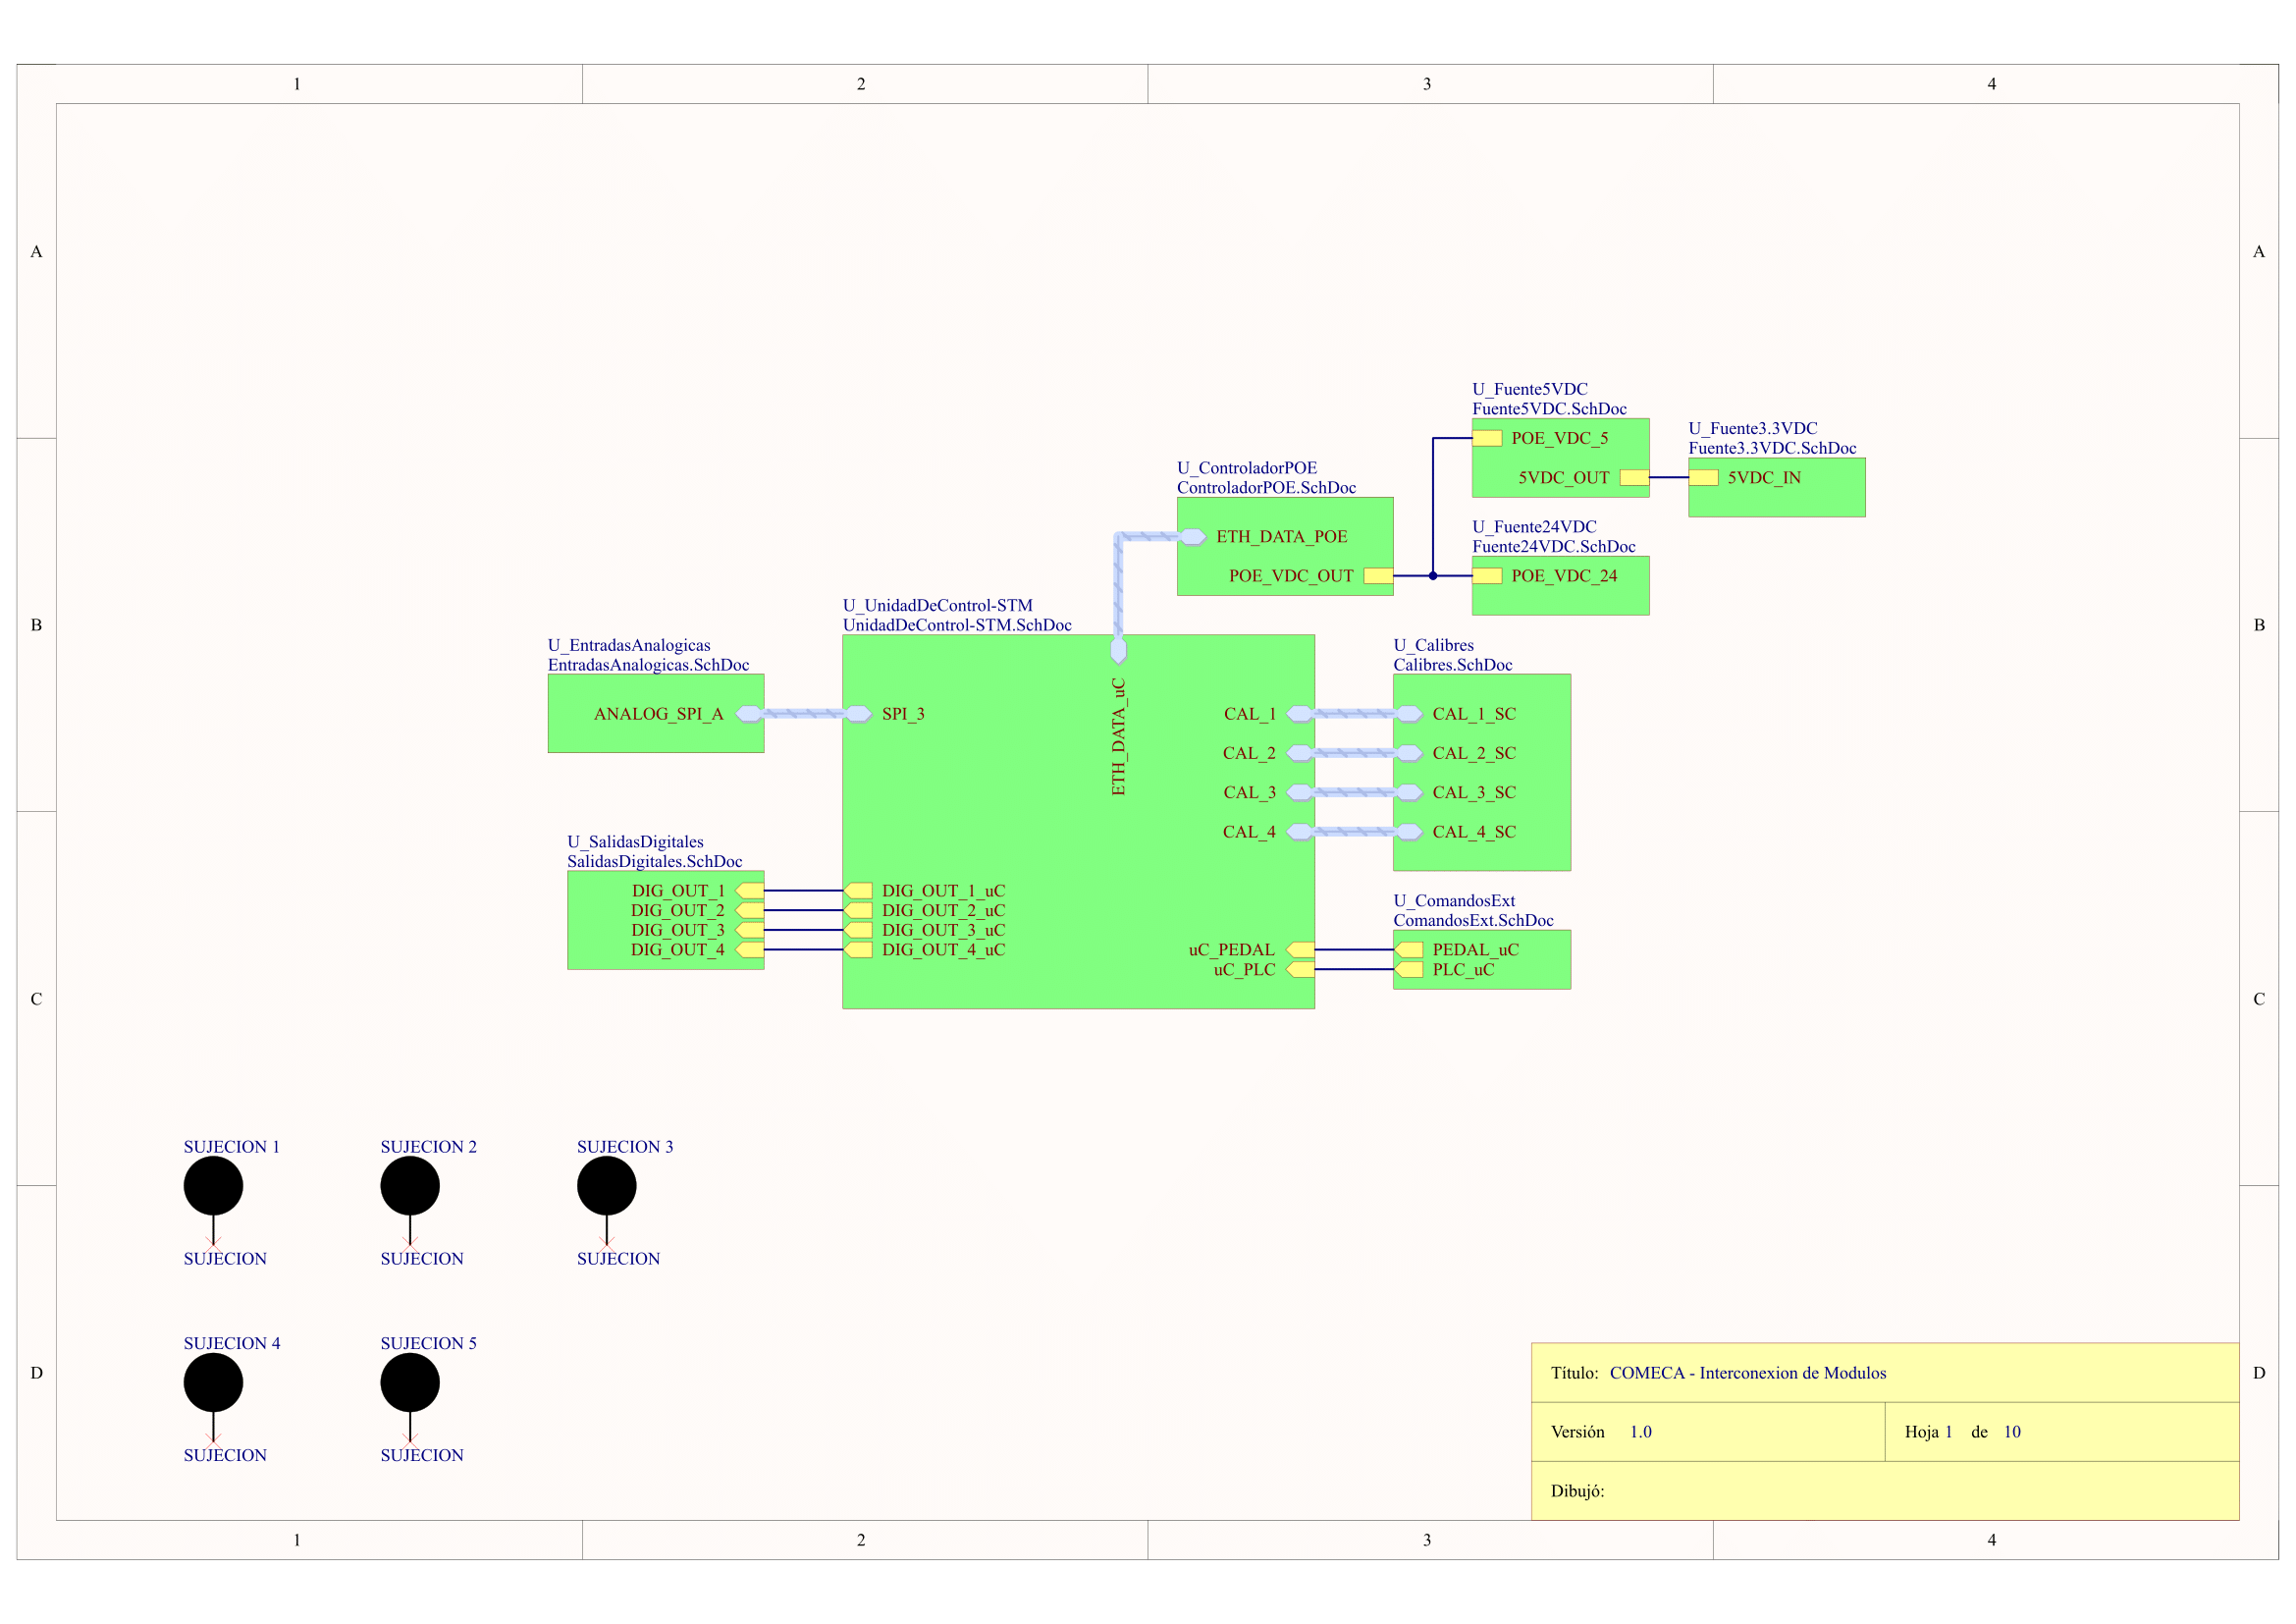 1 2 3 4
A A
U_Fuente5VDC
Fuente5VDC.SchDoc
POE_VDC_5
5VDC_OUT
U_Fuente3.3VDC
Fuente3.3VDC.SchDoc
5VDC_IN
U_ControladorPOE
ControladorPOE.SchDoc
ETH_DATA_POE
POE_VDC_OUT
U_Fuente24VDC
Fuente24VDC.SchDoc
POE_VDC_24
B B
U_UnidadDeControl-STM
UnidadDeControl-STM.SchDoc
U_EntradasAnalogicas
EntradasAnalogicas.SchDoc
ANALOG_SPI_A
SPI_3
ETH_DATA_uC
CAL_1
CAL_2
CAL_3
CAL_4
U_Calibres
Calibres.SchDoc
CAL_1_SC
CAL_2_SC
CAL_3_SC
CAL_4_SC
U_SalidasDigitales
SalidasDigitales.SchDoc
DIG_OUT_1
DIG_OUT_2
DIG_OUT_3
DIG_OUT_4
DIG_OUT_1_uC
DIG_OUT_2_uC
DIG_OUT_3_uC
DIG_OUT_4_uC
uC_PEDAL
uC_PLC
U_ComandosExt
ComandosExt.SchDoc
PEDAL_uC
PLC_uC
C C
SUJECION 1
SUJECION
SUJECION 2
SUJECION
SUJECION 3
SUJECION
SUJECION 4
SUJECION
SUJECION 5
SUJECION
D D
Título: COMECA - Interconexion de Modulos
Versión 1.0
Hoja 1 de 10
Dibujó:
1 2 3 4